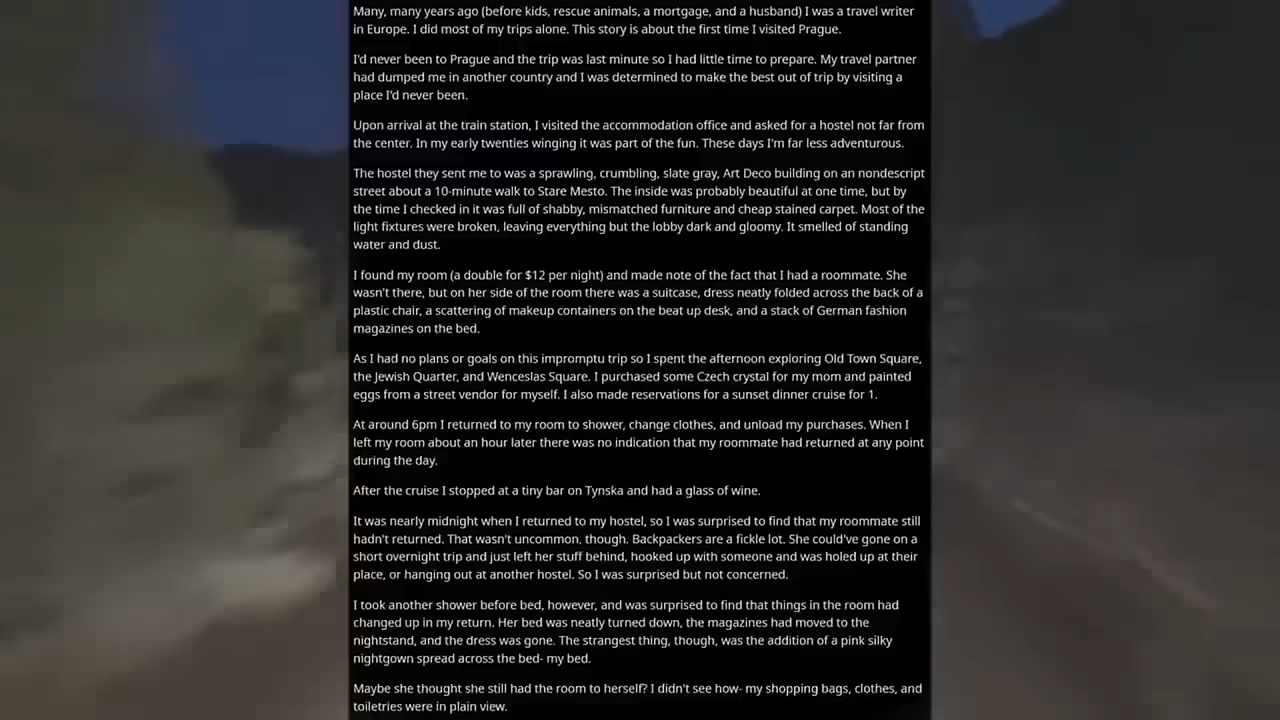 Many, many years ago (before kids, rescue animals, a mortgage, and a husband) I was a travel writer
in Europe. I did most of my trips alone. This story is about the first time I visited Prague.
I'd never been to Prague and the trip was last minute so I had little time to prepare. My travel partner
had dumped me in another country and I was determined to make the best out of trip by visiting a
place I'd never been.
Upon arrival at the train station, I visited the accommodation office and asked for a hostel not far from
the center. In my early twenties winging it was part of the fun. These days I'm far less adventurous.
The hostel they sent me to was a sprawling, crumbling, slate gray, Art Deco building on an nondescript
street about a 10-minute walk to Stare Mesto. The inside was probably beautiful at one time, but by
the time I checked in it was full of shabby, mismatched furniture and cheap stained carpet. Most of the
light fixtures were broken, leaving everything but the lobby dark and gloomy. It smelled of standing
water and dust.
I found my room (a double for $12 per night) and made note of the fact that I had a roommate. She
wasn't there, but on her side of the room there was a suitcase, dress neatly folded across the back of a
plastic chair, a scattering of makeup containers on the beat up desk, and a stack of German fashion
magazines on the bed.
As I had no plans or goals on this impromptu trip so I spent the afternoon exploring Old Town Square,
the Jewish Quarter, and Wenceslas Square. I purchased some Czech crystal for my mom and painted
eggs from a street vendor for myself. I also made reservations for a sunset dinner cruise for 1.
At around 6pm I returned to my room to shower, change clothes, and unload my purchases. When I
left my room about an hour later there was no indication that my roommate had returned at any point
during the day.
After the cruise I stopped at a tiny bar on Tynska and had a glass of wine.
It was nearly midnight when I returned to my hostel, so I was surprised to find that my roommate still
hadn't returned. That wasn't uncommon, though. Backpackers are a fickle lot. She could've gone on a
short overnight trip and just left her stuff behind, hooked up with someone and was holed up at their
place, or hanging out at another hostel. So I was surprised but not concerned.
I took another shower before bed, however, and was surprised to find that things in the room had
changed up in my return. Her bed was neatly turned down, the magazines had moved to the
nightstand, and the dress was gone. The strangest thing, though, was the addition of a pink silky
nightgown spread across the bed- my bed.
Maybe she thought she still had the room to herself? I didn't see how- my shopping bags, clothes, and
toiletries were in plain view.